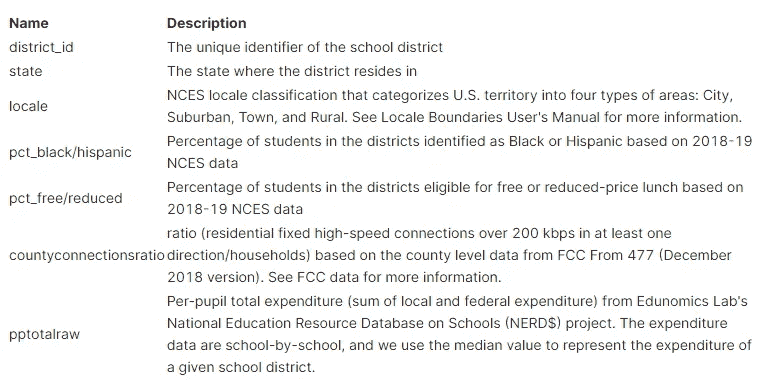 Name Description
district_id The unique identifier of the school district
state The state where the district resides in
locale NCES locale classification that categorizes U.S. territory into four types of areas: City,
Suburban, Town, and Rural. See Locale Boundaries User's Manual for more information.
pct_black/hispanic Percentage of students in the districts identified as Black or Hispanic based on 2018-19
NCES data
pct_free/reduced Percentage of students in the districts eligible for free or reduced-price lunch based on
2018-19 NCES data
ratio (residential fixed high-speed connections over 200 kbps in at least one
countyconnectionsratio direction/households) based on the county level data from FCC From 477 (December
2018 version). See FCC data for more information.
Per-pupil total expenditure (sum of local and federal expenditure) from Edunomics Lab's
pptotalraw National Education Resource Database on Schools (NERD$) project. The expenditure
data are school-by-school, and we use the median value to represent the expenditure of
a given school district.